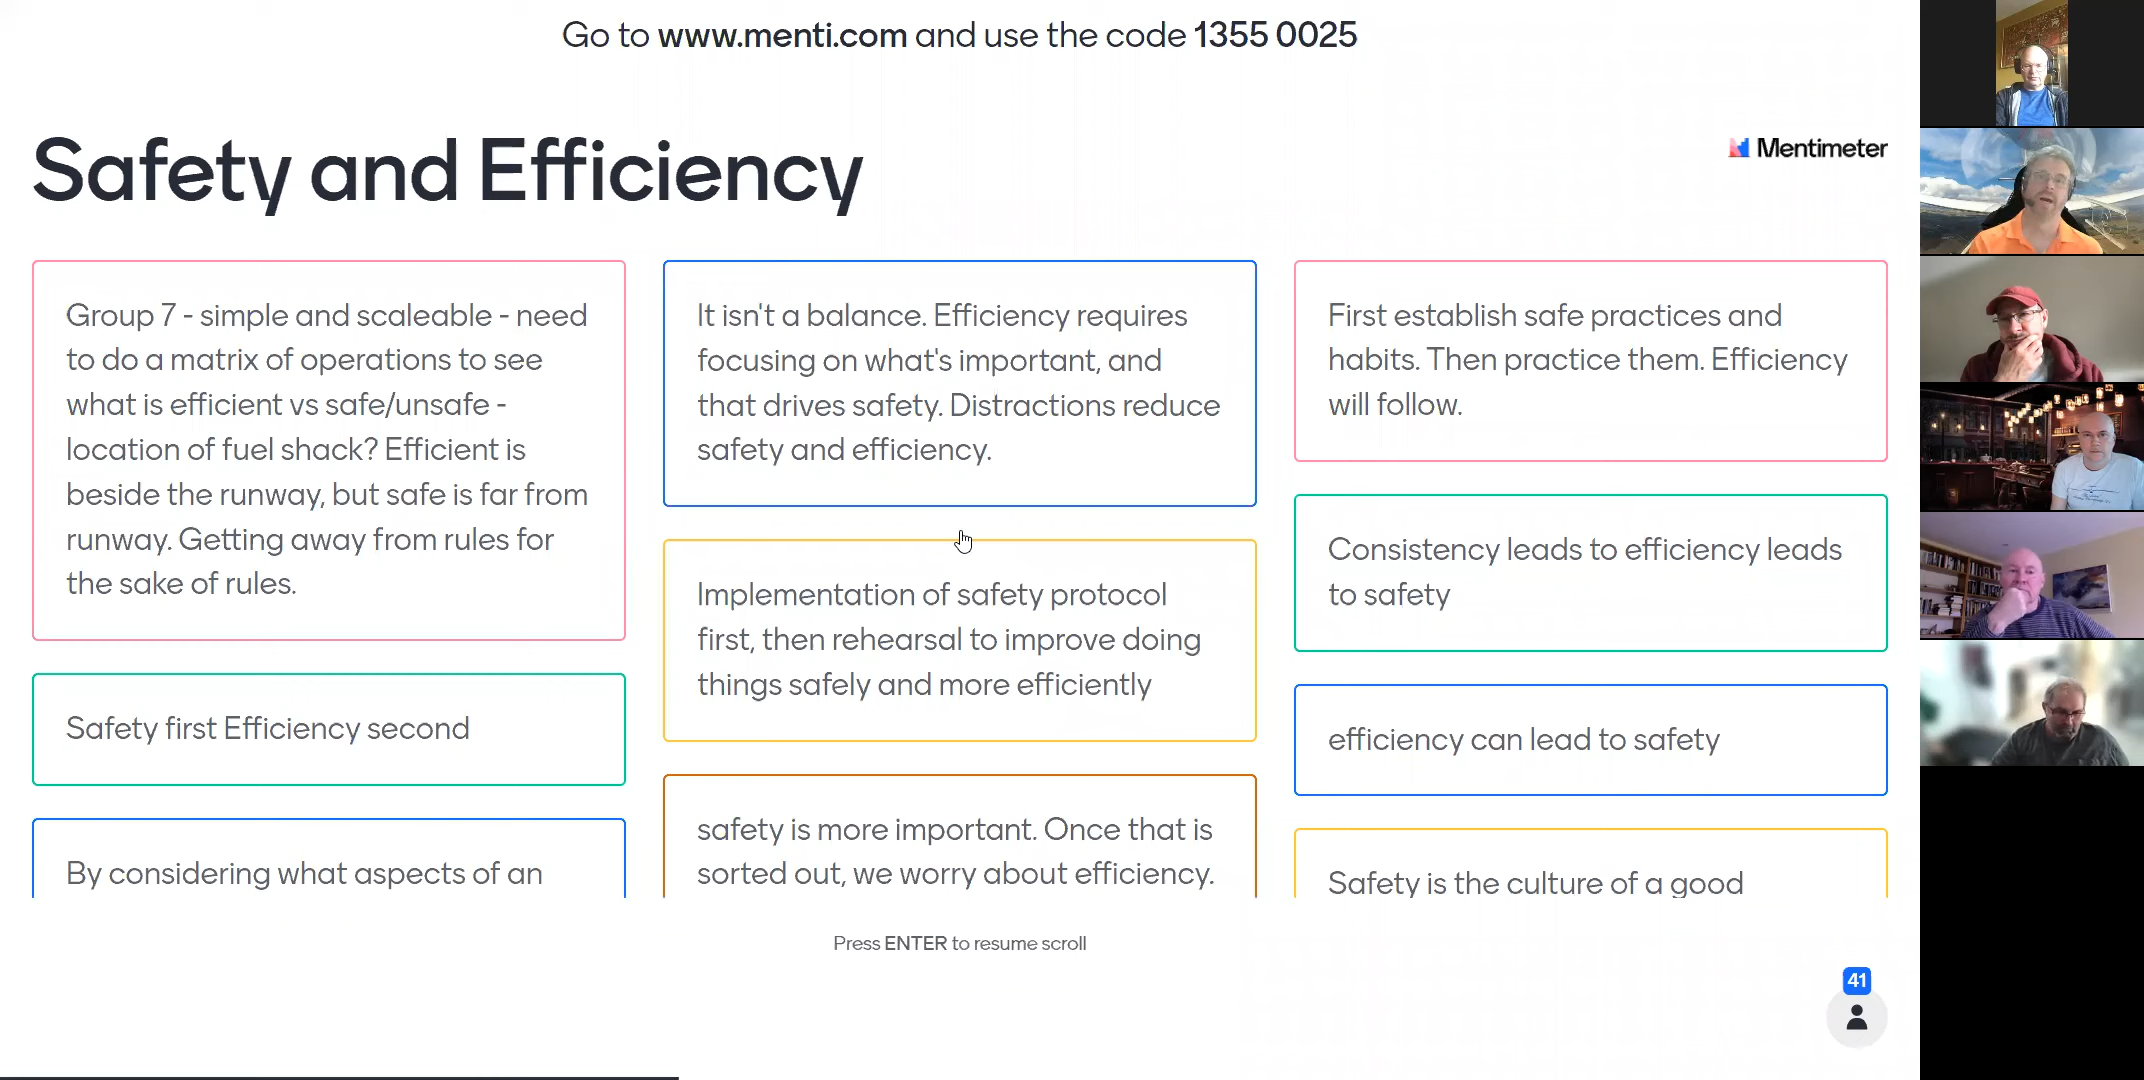 Go to www.menti.com and use the code 1355 0025
Safety and Efficiency
Mentimeter
Group 7 - simple and scaleable - need
to do a matrix of operations to see
what is efficient vs safe/unsafe -
location of fuel shack? Efficient is
beside the runway, but safe is far from
runway. Getting away from rules for
the sake of rules.
Safety first Efficiency second
By considering what aspects of an
It isn't a balance. Efficiency requires
focusing on what's important, and
that drives safety. Distractions reduce
safety and efficiency.
Implementation of safety protocol
first, then rehearsal to improve doing
things safely and more efficiently
safety is more important. Once that is
sorted out, we worry about efficiency.
First establish safe practices and
habits. Then practice them. Efficiency
will follow.
Consistency leads to efficiency leads
to safety
efficiency can lead to safety
Safety is the culture of a good
Press ENTER to resume scroll
41